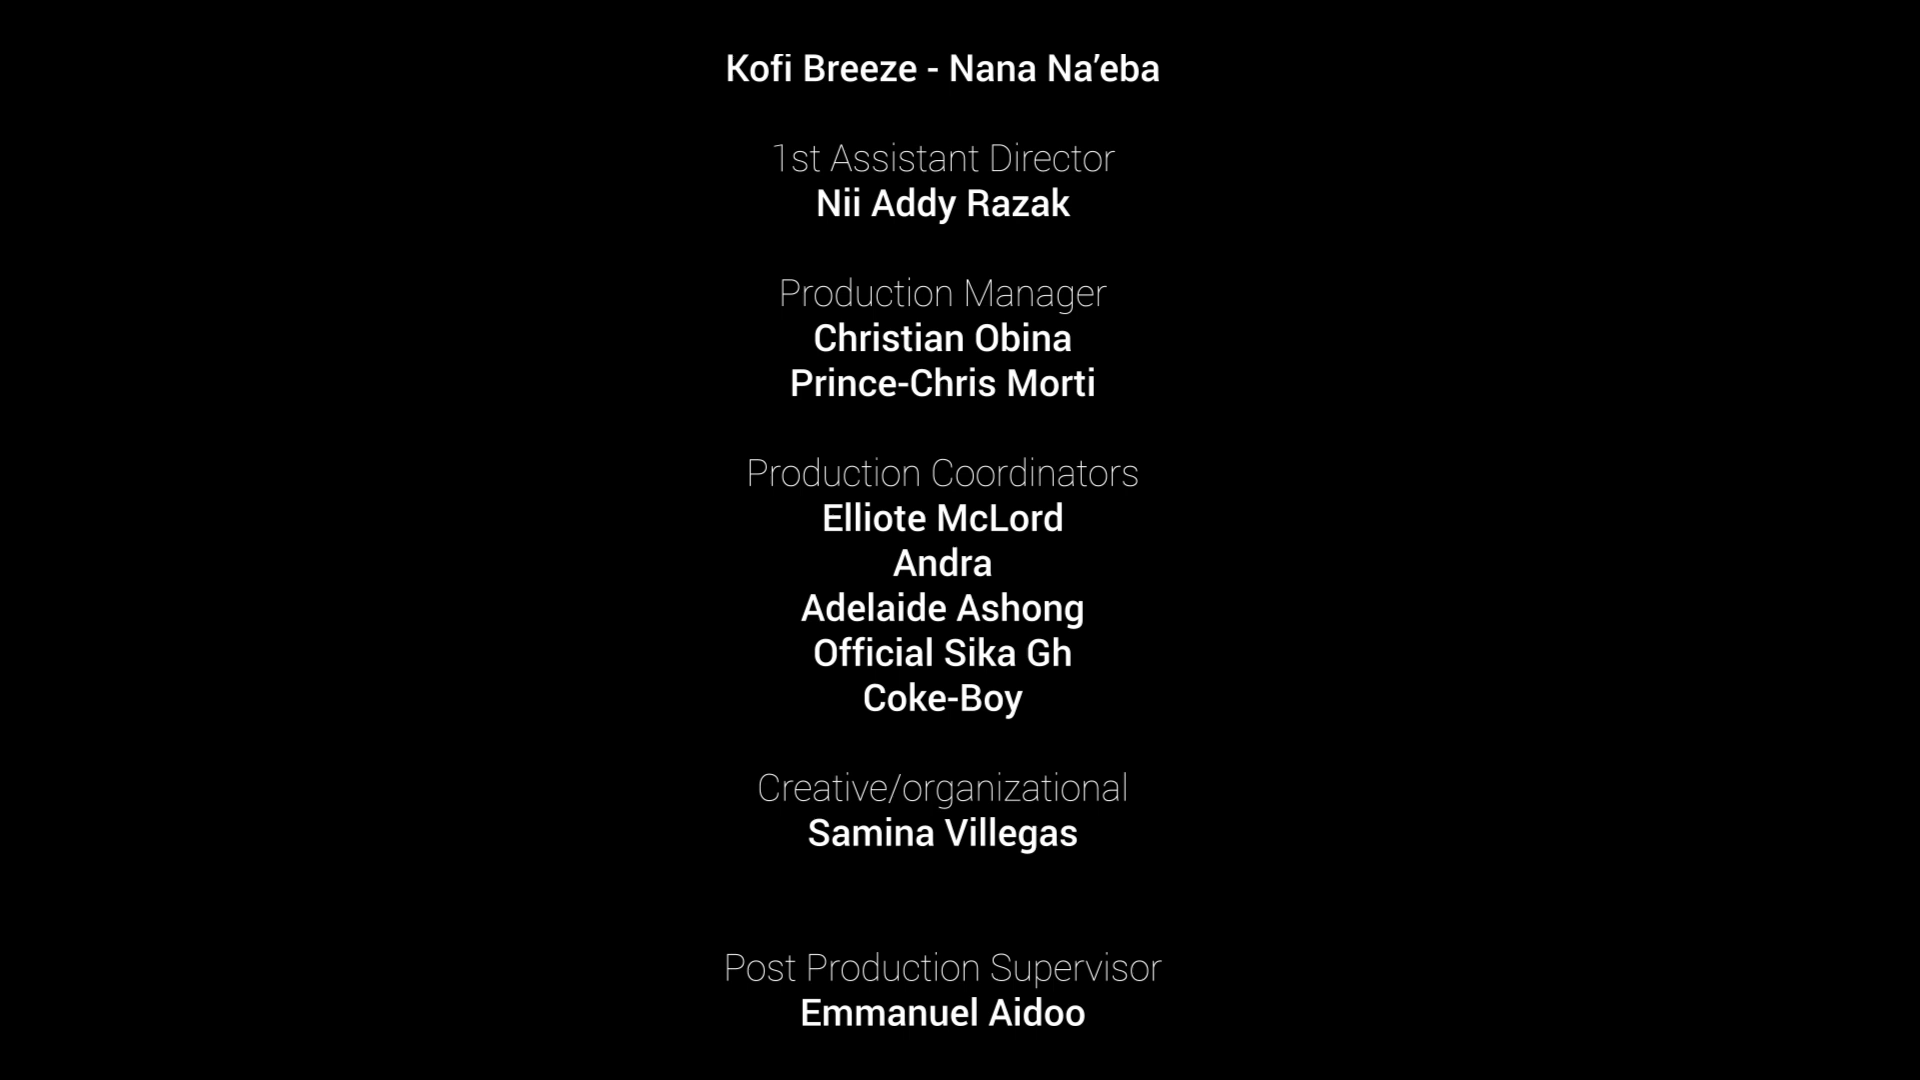 Kofi Breeze - Nana Na’eba
1st Assistant Director
Nii Addy Razak
Production Manager
Christian Obina
Prince-Chris Morti
Production Coordinators
Elliote McLord
Andra
Adelaide Ashong
Official Sika Gh
Coke-Boy
Creative/organizational
Samina Villegas
Post Production Supervisor
Emmanuel Aidoo